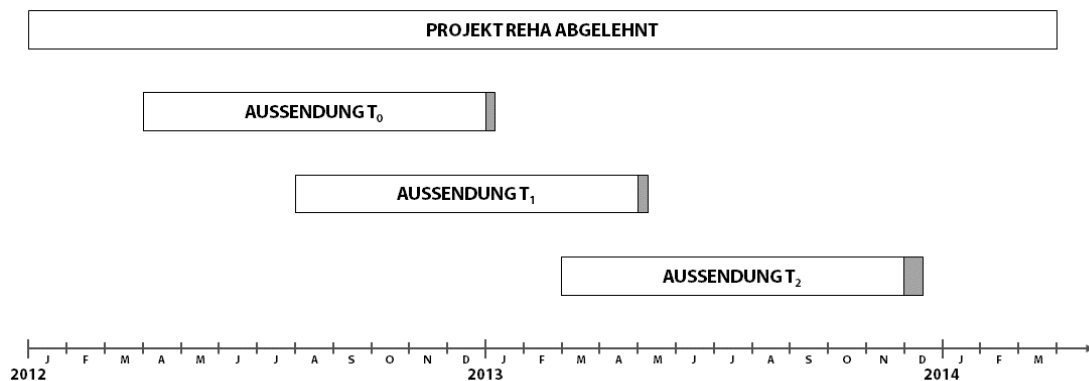 PROJEKT REHA ABGELEHNT
AUSSENDUNG T₀
AUSSENDUNG T₁
AUSSENDUNG T₂
J F M A M J J A S O N D J F M A M J J A S O N D J F M
2012 2013 2014